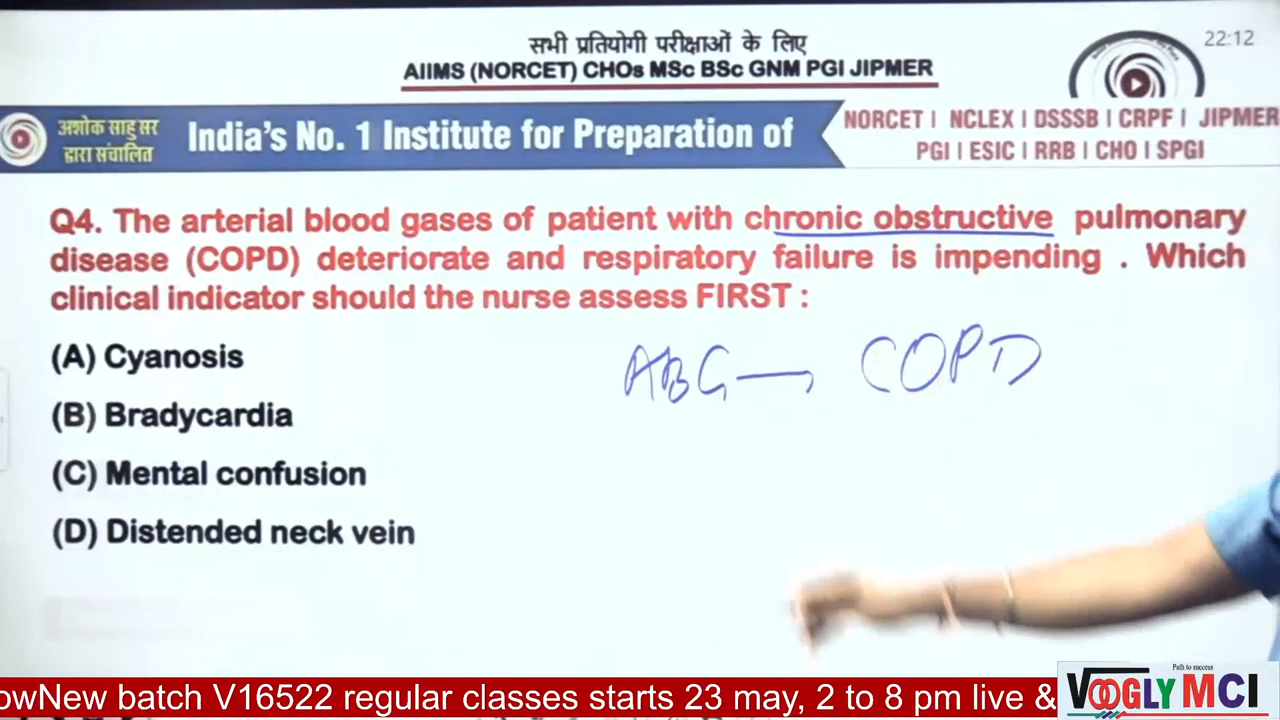 सभी प्रतियोगी परीक्षाओं के लिए
22:12
AIIMS (NORCET) CHOs MSc BSc GNM PGI JIPMER
अशोक साहु सर
द्वारा संचालित
India's No. 1 Institute for Preparation of
NORCET I NCLEX I DSSSB I CRPF I JIPMER
PGI I ESIC I RRB I CHO I SPGI
Q4. The arterial blood gases of patient with chronic obstructive pulmonary
disease (COPD) deteriorate and respiratory failure is impending . Which
clinical indicator should the nurse assess FIRST :
(A) Cyanosis
(B) Bradycardia
(C) Mental confusion
(D) Distended neck vein
ABG → COPD
Path to success
owNew batch V16522 regular classes starts 23 may, 2 to 8 pm live &
VOOGLY MCI